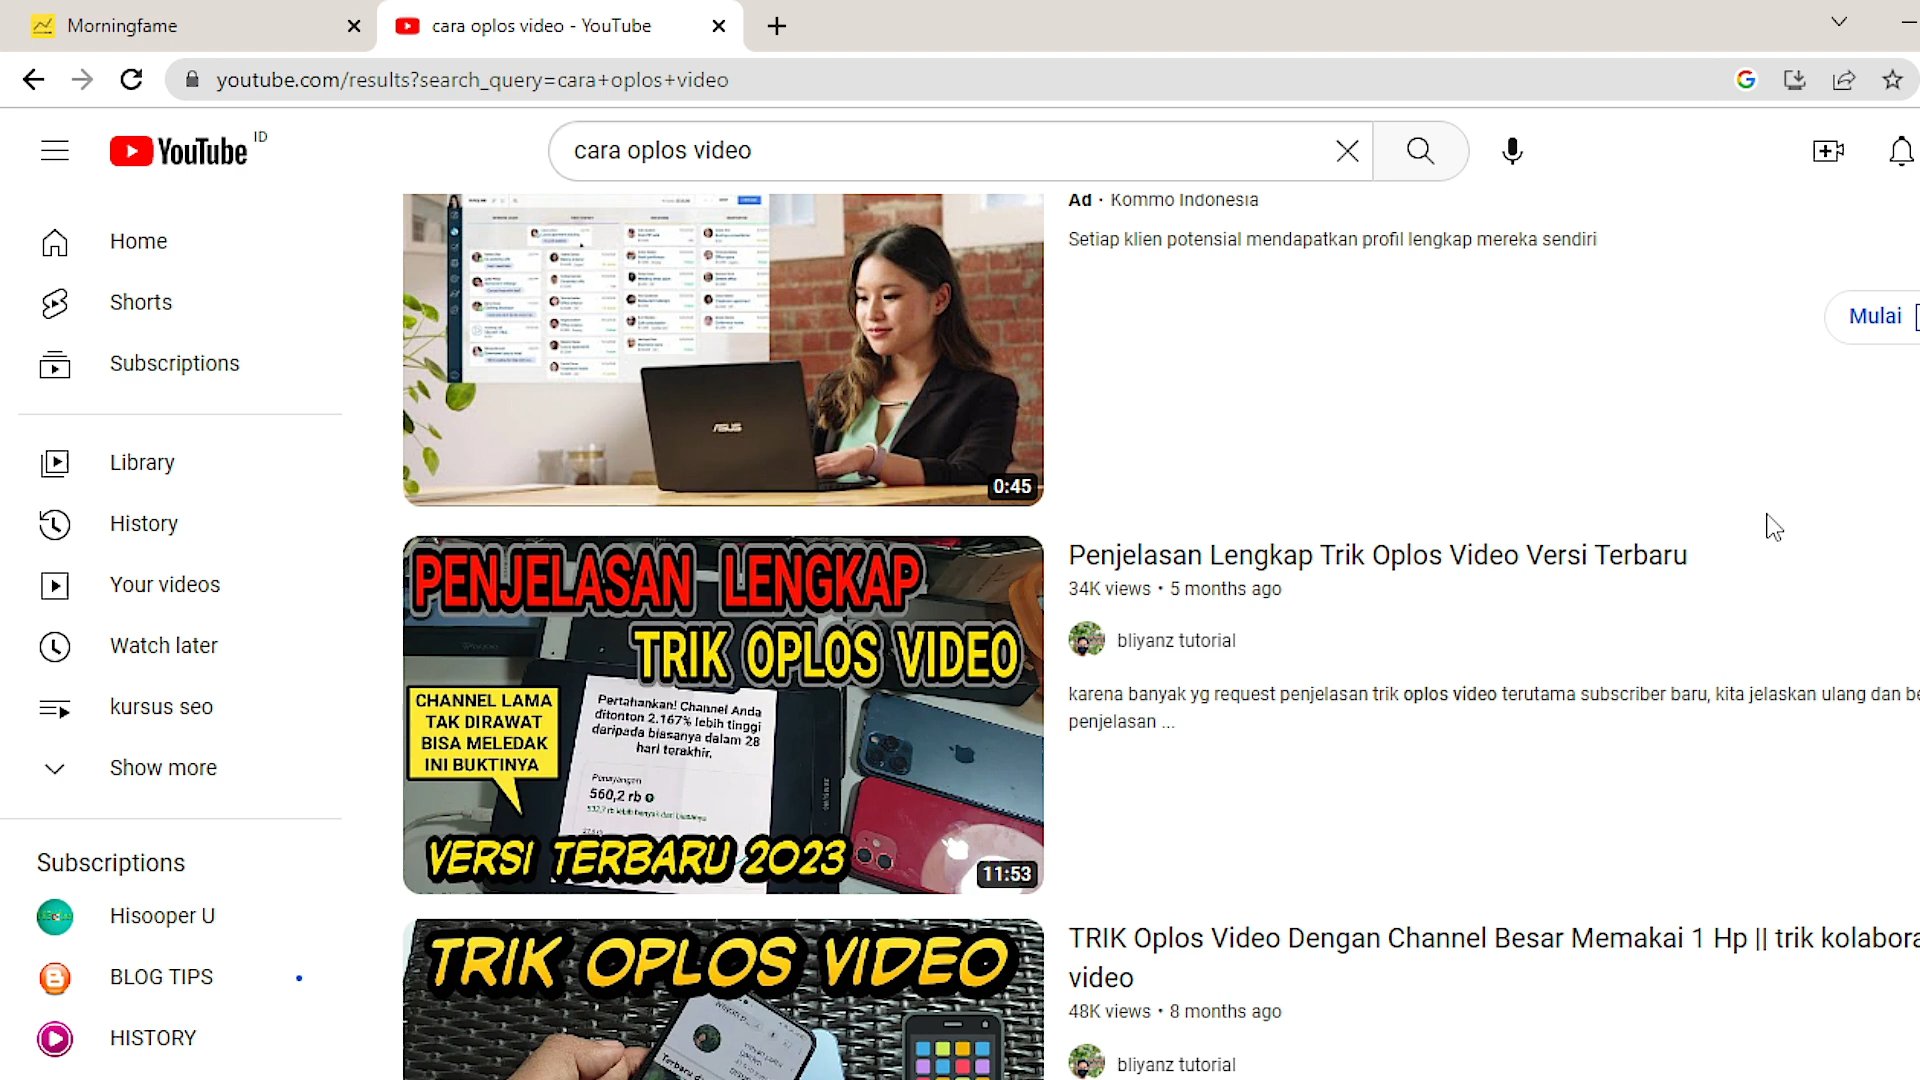 Morningfame
cara oplos video - YouTube
youtube.com/results?search_query=cara+oplos+video
YouTube ID
cara oplos video
Home
Shorts
Subscriptions
Library
History
Your videos
Watch later
kursus seo
Show more
Subscriptions
Hisooper U
BLOG TIPS
HISTORY
ASUS
0:45
Ad · Kommo Indonesia
Setiap klien potensial mendapatkan profil lengkap mereka sendiri
Mulai
PENJELASAN LENGKAP
TRIK OPLOS VIDEO
CHANNEL LAMA
TAK DIRAWAT
BISA MELEDAK
INI BUKTINYA
Pertahankan! Channel Anda
ditonton 2.167% lebih tinggi
daripada biasanya dalam 28
hari terakhir.
Penayangan
560,2 rb
VERSI TERBARU 2023
11:53
Penjelasan Lengkap Trik Oplos Video Versi Terbaru
34K views • 5 months ago
bliyanz tutorial
karena banyak yg request penjelasan trik oplos video terutama subscriber baru, kita jelaskan ulang dan be
penjelasan ...
TRIK OPLOS VIDEO
TRIK Oplos Video Dengan Channel Besar Memakai 1 Hp || trik kolabora
video
48K views • 8 months ago
bliyanz tutorial